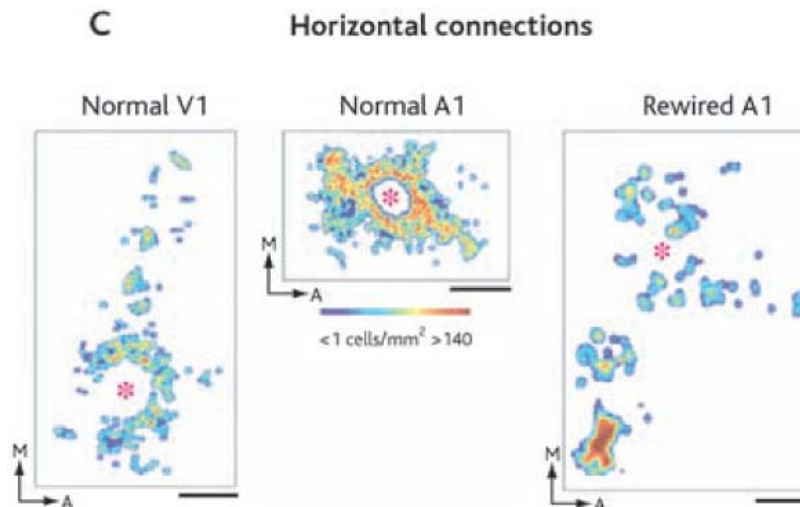 C
Horizontal connections
Normal V1
Normal A1
Rewired A1
M
A
M
A
<1 cells/mm² >140
M
A